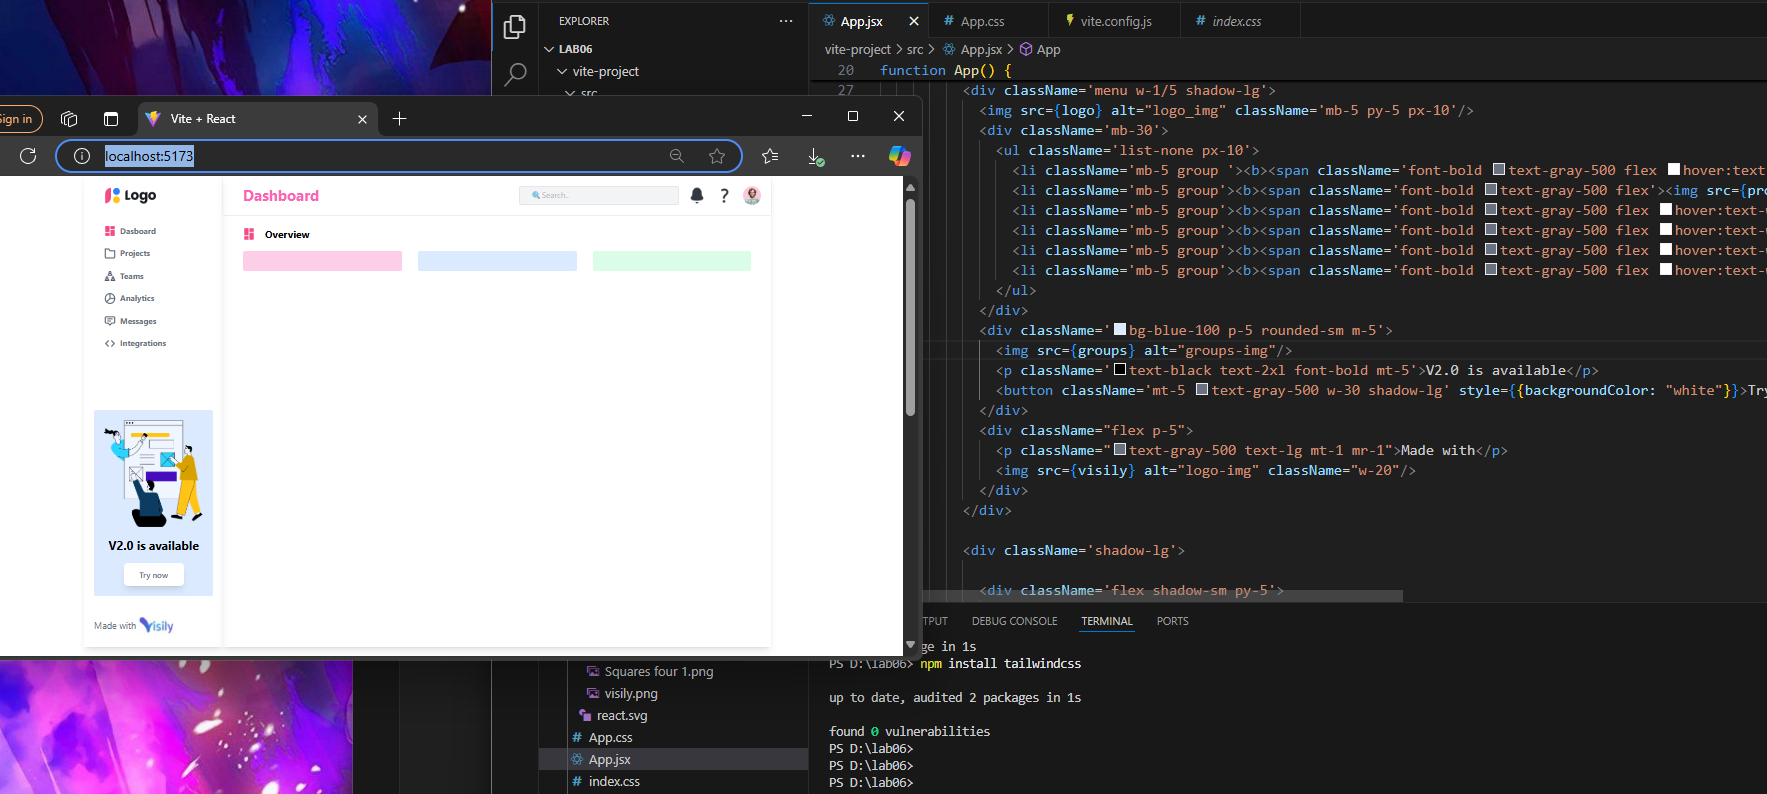 EXPLORER
LAB06
vite-project
src
App.jsx
App.css
vite.config.js
index.css
vite-project > src > App.jsx > App
20 function App() {
27 <div className='menu w-1/5 shadow-lg'>
<img src={logo} alt="logo_img" className='mb-5 py-5 px-10'/>
<div className='mb-30'>
<ul className='list-none px-10'>
<li className='mb-5 group '><b><span className='font-bold text-gray-500 flex hover:text-
<li className='mb-5 group'><b><span className='font-bold text-gray-500 flex'><img src={pro
<li className='mb-5 group'><b><span className='font-bold text-gray-500 flex hover:text-
<li className='mb-5 group'><b><span className='font-bold text-gray-500 flex hover:text-
<li className='mb-5 group'><b><span className='font-bold text-gray-500 flex hover:text-
<li className='mb-5 group'><b><span className='font-bold text-gray-500 flex hover:text-
</ul>
</div>
<div className='bg-blue-100 p-5 rounded-sm m-5'>
<img src={groups} alt="groups-img"/>
<p className='text-black text-2xl font-bold mt-5'>V2.0 is available</p>
<button className='mt-5 text-gray-500 w-30 shadow-lg' style={{backgroundColor: "white"}}>Try
</div>
<div className="flex p-5">
<p className="text-gray-500 text-lg mt-1 mr-1">Made with</p>
<img src={visily} alt="logo-img" className="w-20"/>
</div>
</div>
<div className='shadow-lg'>
<div className='flex shadow-sm py-5'>
Sign in
Vite + React
localhost:5173
Logo
Dasboard
Projects
Teams
Analytics
Messages
Integrations
V2.0 is available
Try now
Made with Visily
Dashboard
Search..
?
Overview
TPUT
DEBUG CONSOLE
TERMINAL
PORTS
ge in 1s
PS D:\lab06> npm install tailwindcss
up to date, audited 2 packages in 1s
found 0 vulnerabilities
PS D:\lab06>
PS D:\lab06>
PS D:\lab06>
Squares four 1.png
visily.png
react.svg
App.css
App.jsx
index.css